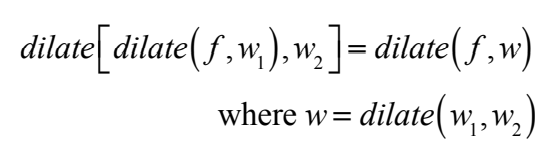 dilate[dilate(f,w₁),w₂]= dilate(f,w)
where w = dilate(w₁,w₂)